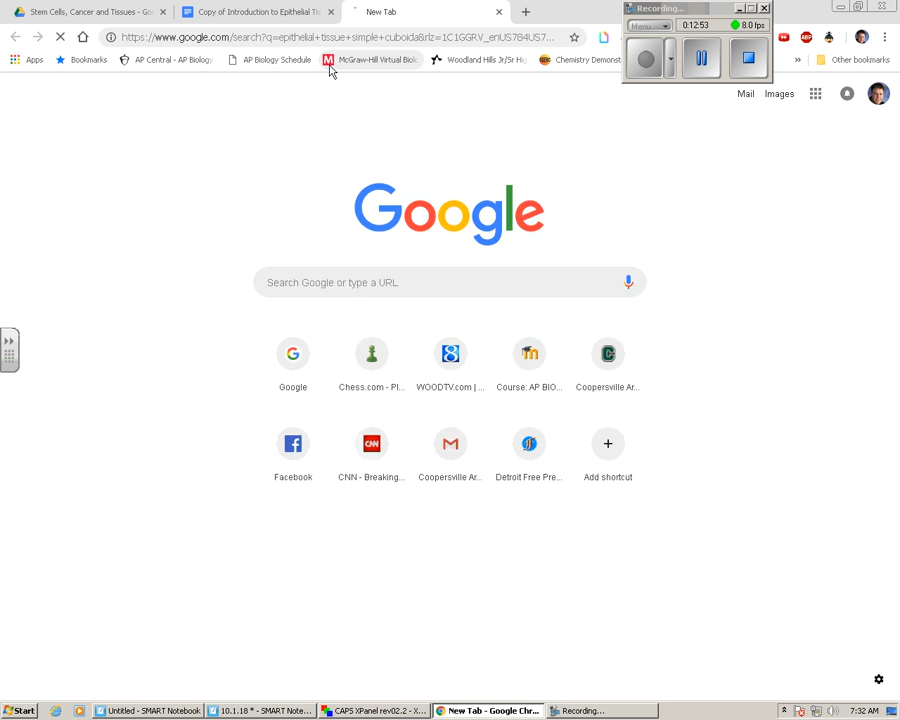 Stem Cells, Cancer and Tissues - Go
Copy of Introduction to Epithelial T
New Tab
Recording...
Menu
0:12:53
8.0 fps
https://www.google.com/search?q=epithelial+tissue+simple+cuboida&rlz=1C1GGRV_enUS784US7...
ABP
Apps
Bookmarks
AP Central - AP Biology
AP Biology Schedule
M
McGraw-Hill Virtual Biolo
Woodland Hills Jr/Sr Hig
Chemistry Demonst
»
Other bookmarks
Mail
Images
Google
Search Google or type a URL
Google
Chess.com - Pl...
WOODTV.com | ...
Course: AP BIO...
Coopersville Ar...
Facebook
CNN - Breaking...
Coopersville Ar...
Detroit Free Pre...
Add shortcut
Start
Untitled - SMART Notebook
10.1.18 * - SMART Note...
CAPS XPanel rev02.2 - X...
New Tab - Google Chr...
Recording...
7:32 AM